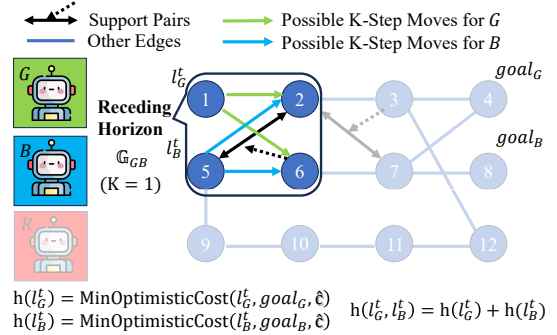 Support Pairs
Possible K-Step Moves for G
Other Edges
Possible K-Step Moves for B
G
B
R
Receding
Horizon
𝔾_GB
(K = 1)
l_G^t
l_B^t
goal_G
goal_B
1 2 3 4
5 6 7 8
9 10 11 12
h(l_G^t) = MinOptimisticCost(l_G^t, goal_G, ĉ)
h(l_B^t) = MinOptimisticCost(l_B^t, goal_B, ĉ)
h(l_G^t, l_B^t) = h(l_G^t) + h(l_B^t)